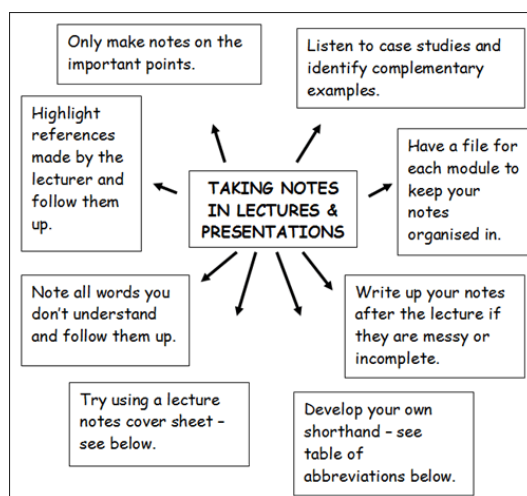 Only make notes on the
important points.
Listen to case studies and
identify complementary
examples.
Highlight
references
made by the
lecturer and
follow them
up.
TAKING NOTES
IN LECTURES &
PRESENTATIONS
Have a file for
each module to
keep your
notes
organised in.
Note all words you
don't understand
and follow them up.
Write up your notes
after the lecture if
they are messy or
incomplete.
Try using a lecture
notes cover sheet –
see below.
Develop your own
shorthand – see
table of
abbreviations below.